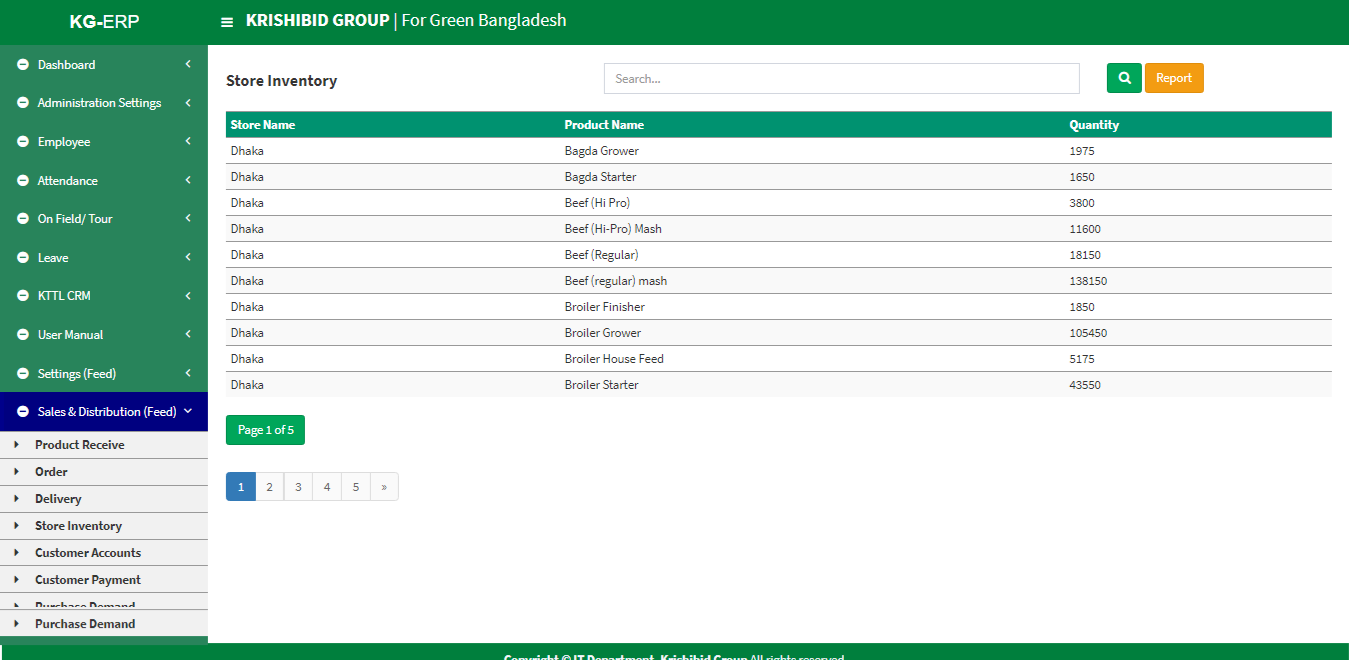 KG-ERP
KRISHIBID GROUP | For Green Bangladesh
Dashboard
Administration Settings
Employee
Attendance
On Field/ Tour
Leave
KTTL CRM
User Manual
Settings (Feed)
Sales & Distribution (Feed)
Product Receive
Order
Delivery
Store Inventory
Customer Accounts
Customer Payment
Purchase Demand
Purchase Demand
Store Inventory
Search...
Report
Store Name Product Name Quantity
Dhaka Bagda Grower 1975
Dhaka Bagda Starter 1650
Dhaka Beef (Hi Pro) 3800
Dhaka Beef (Hi-Pro) Mash 11600
Dhaka Beef (Regular) 18150
Dhaka Beef (regular) mash 138150
Dhaka Broiler Finisher 1850
Dhaka Broiler Grower 105450
Dhaka Broiler House Feed 5175
Dhaka Broiler Starter 43550
Page 1 of 5
1 2 3 4 5 »
Copyright © IT Department, Krishibid Group All rights reserved